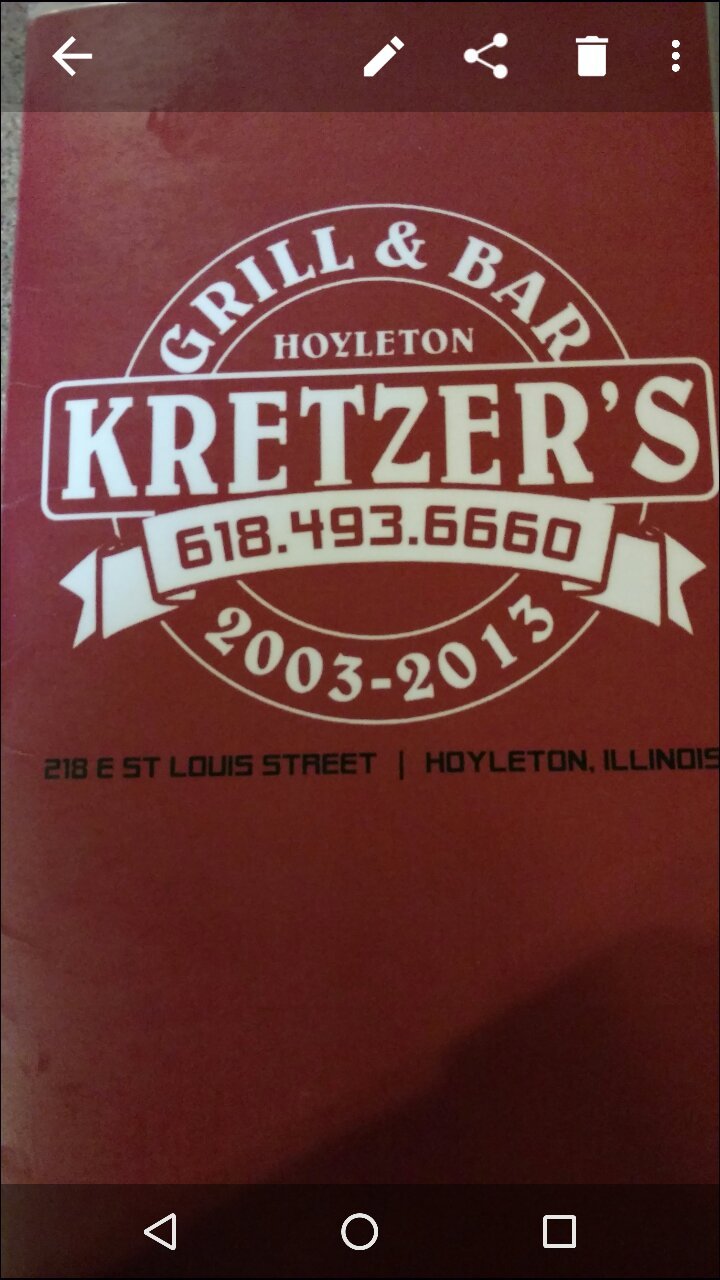 GRILL & BAR
HOYLETON
KRETZER'S
618.493.6660
2003-2013
218 E ST LOUIS STREET | HOYLETON, ILLINOIS